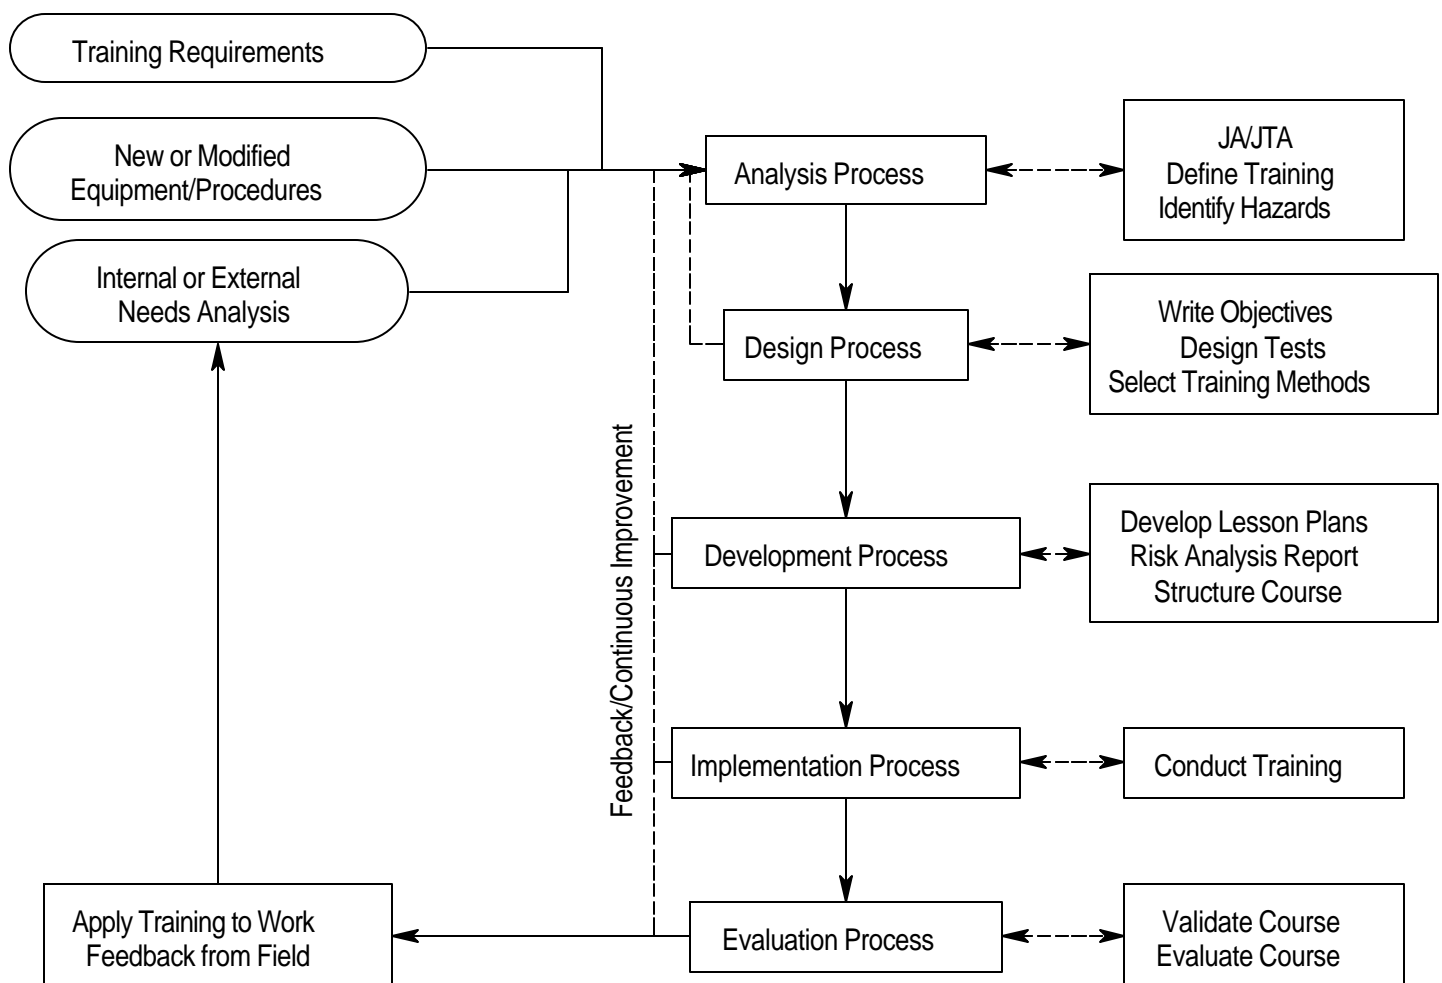 Training Requirements
New or Modified
Equipment/Procedures
Internal or External
Needs Analysis
Analysis Process
JA/JTA
Define Training
Identify Hazards
Design Process
Write Objectives
Design Tests
Select Training Methods
Feedback/Continuous Improvement
Development Process
Develop Lesson Plans
Risk Analysis Report
Structure Course
Implementation Process
Conduct Training
Apply Training to Work
Feedback from Field
Evaluation Process
Validate Course
Evaluate Course